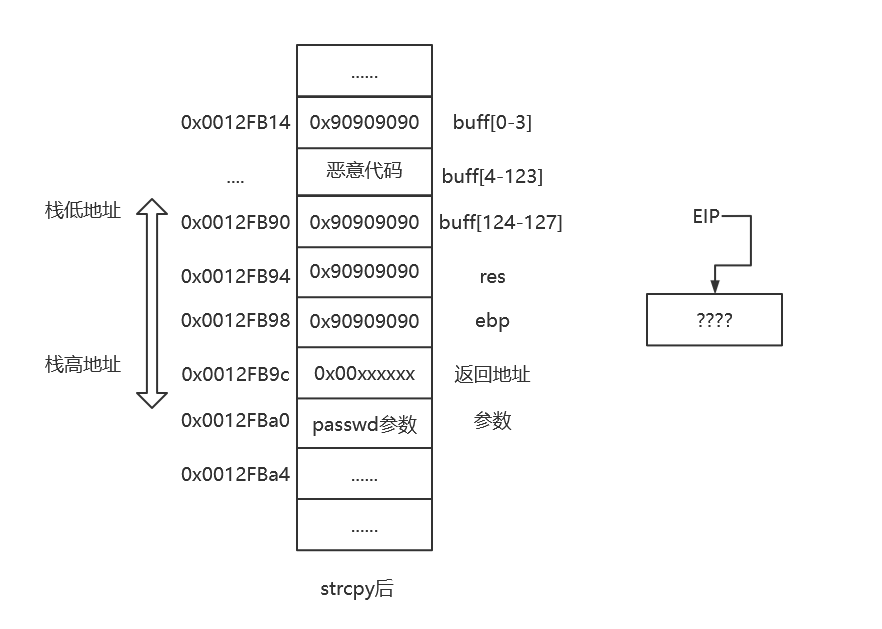 ......
0x0012FB14 0x90909090 buff[0-3]
.... 恶意代码 buff[4-123]
栈低地址
0x0012FB90 0x90909090 buff[124-127]
EIP
0x0012FB94 0x90909090 res
0x0012FB98 0x90909090 ebp
????
栈高地址
0x0012FB9c 0x00xxxxxx 返回地址
0x0012FBa0 passwd参数 参数
0x0012FBa4 ......
......
strcpy后